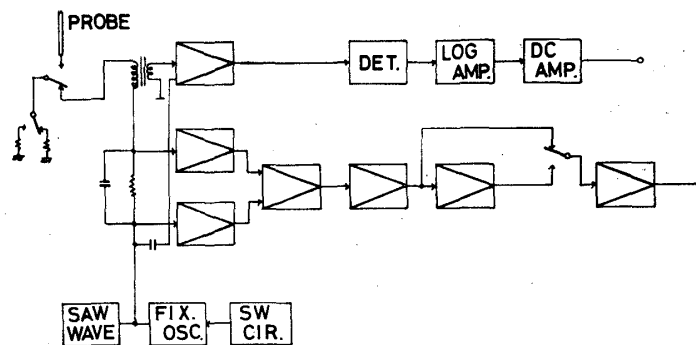 PROBE
DET.
LOG
AMP.
DC
AMP.
SAW
WAVE
FIX.
OSC.
SW
CIR.